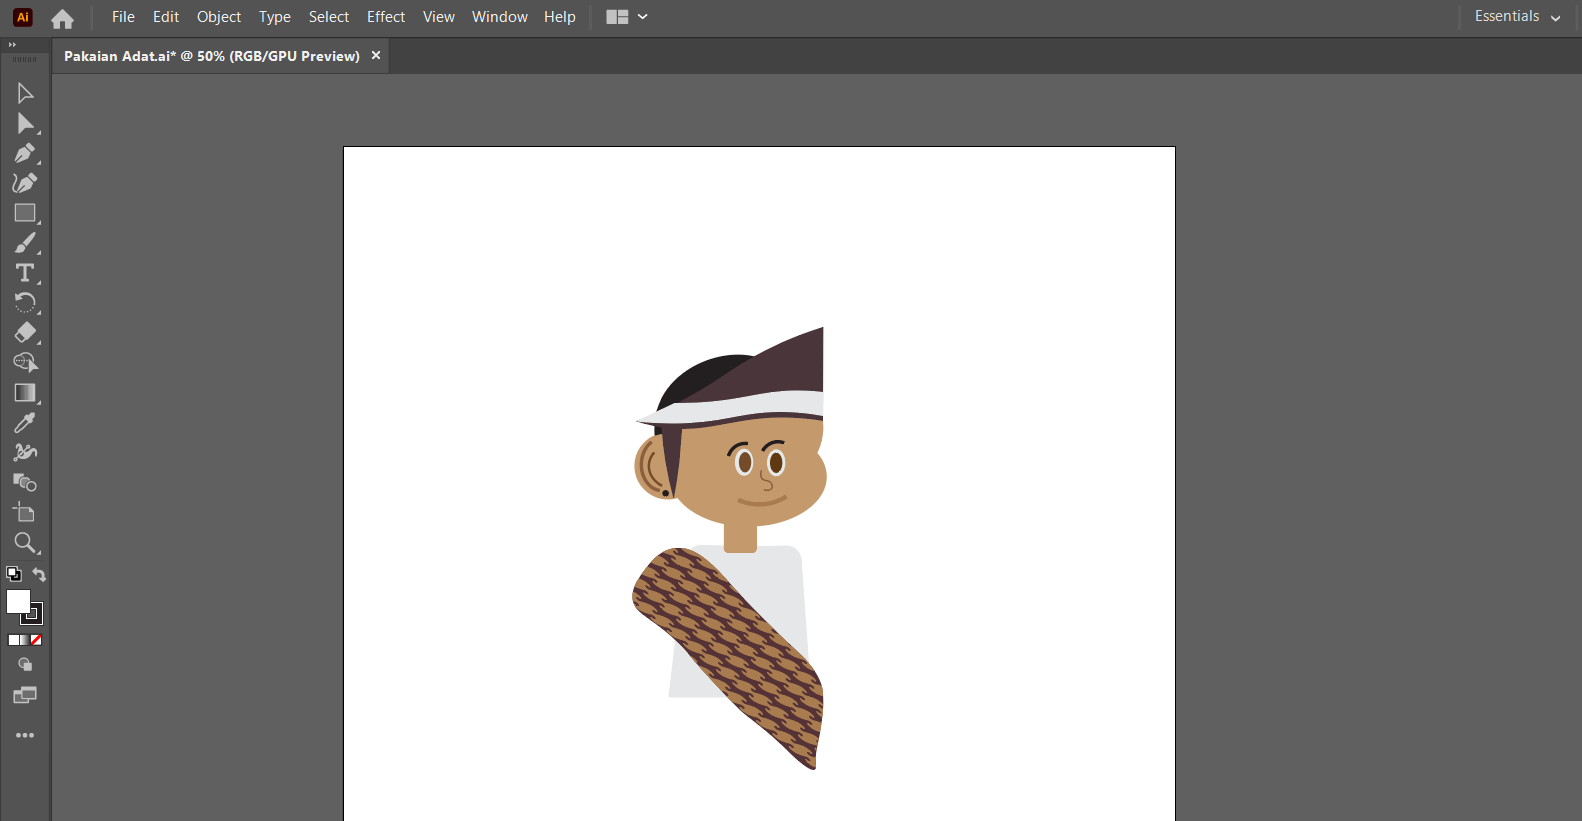 Ai File Edit Object Type Select Effect View Window Help Essentials
Pakaian Adat.ai* @ 50% (RGB/GPU Preview) ×
T